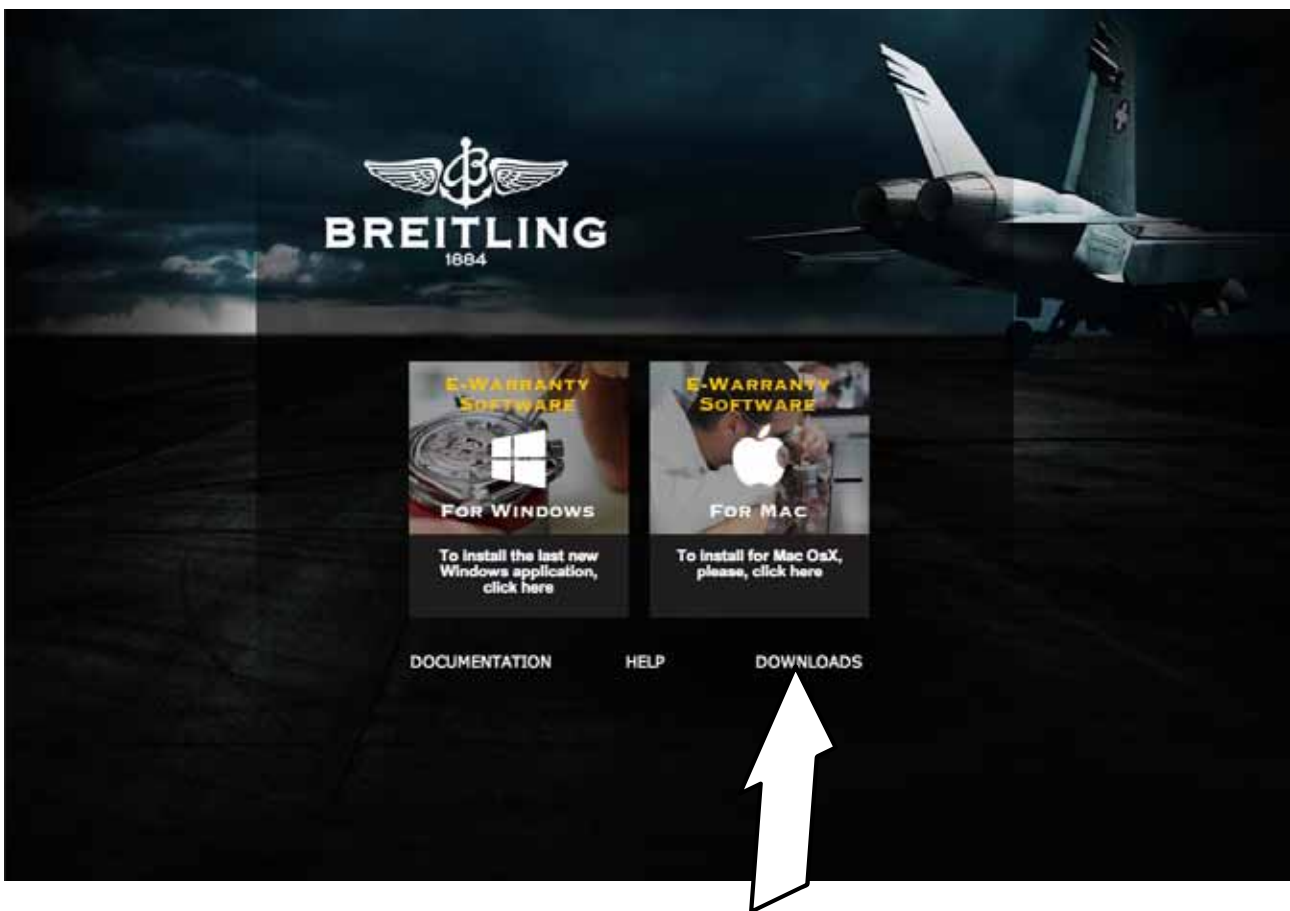 BREITLING
1884
E-WARRANTY
SOFTWARE
FOR WINDOWS
To install the last new
Windows application,
click here
E-WARRANTY
SOFTWARE
FOR MAC
To install for Mac OsX,
please, click here
DOCUMENTATION
HELP
DOWNLOADS